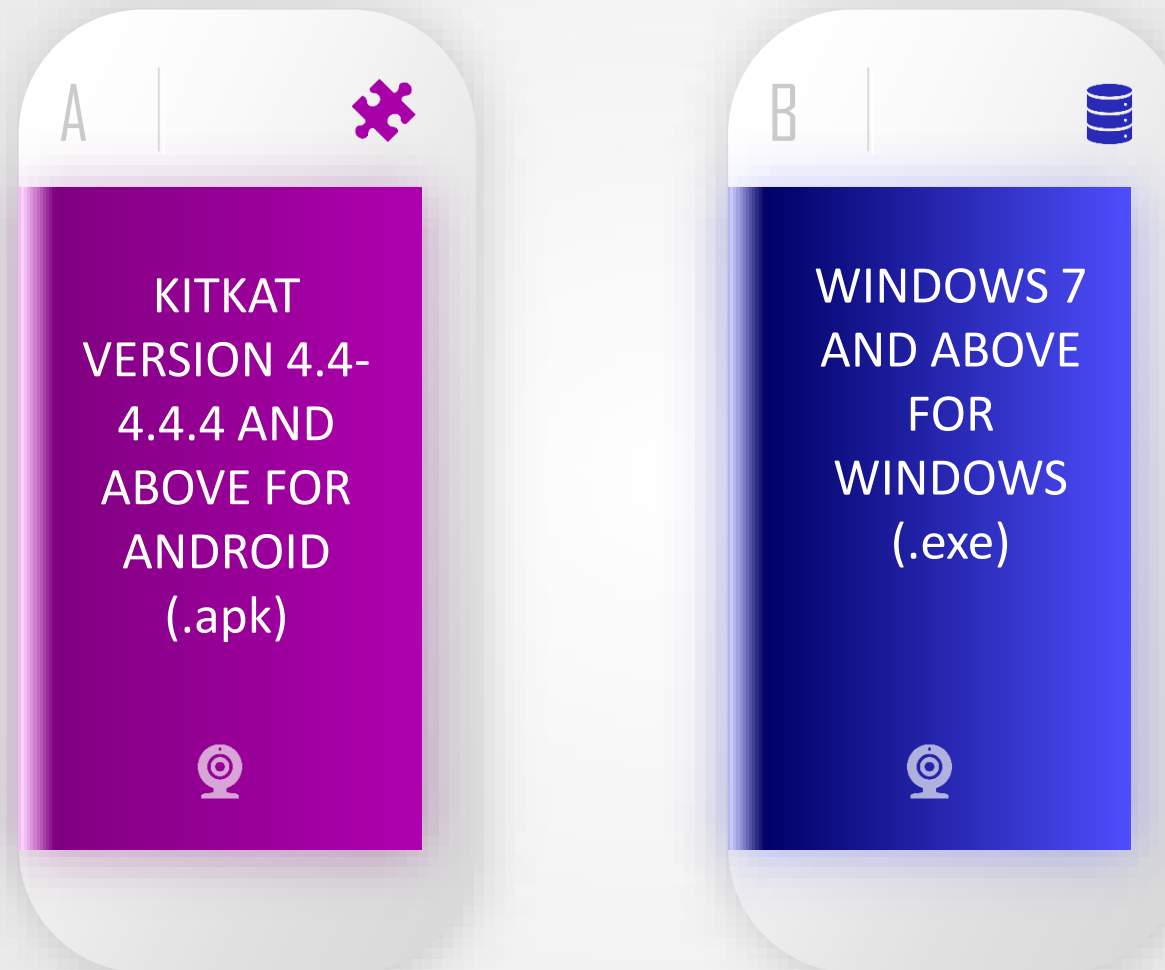 A
KITKAT
VERSION 4.4-
4.4.4 AND
ABOVE FOR
ANDROID
(.apk)
B
WINDOWS 7
AND ABOVE
FOR
WINDOWS
(.exe)